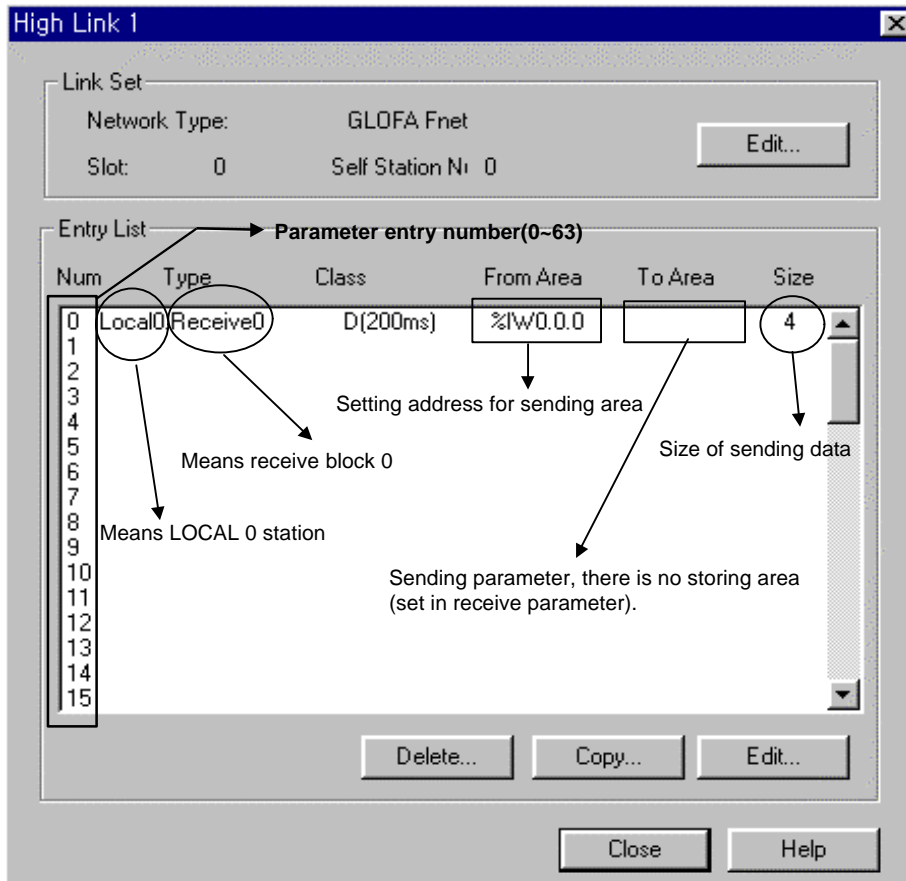 High Link 1
Link Set
Network Type: GLOFA Fnet
Edit...
Slot: 0 Self Station Nu 0
Entry List
Parameter entry number(0~63)
Num Type Class From Area To Area Size
0 Local0,Receive0 D(200ms) %IW0.0.0 4
1
2
3
Setting address for sending area
4
5
Size of sending data
Means receive block 0
6
7
8
Means LOCAL 0 station
9
10
Sending parameter, there is no storing area
11
(set in receive parameter).
12
13
14
15
Delete... Copy... Edit...
Close Help